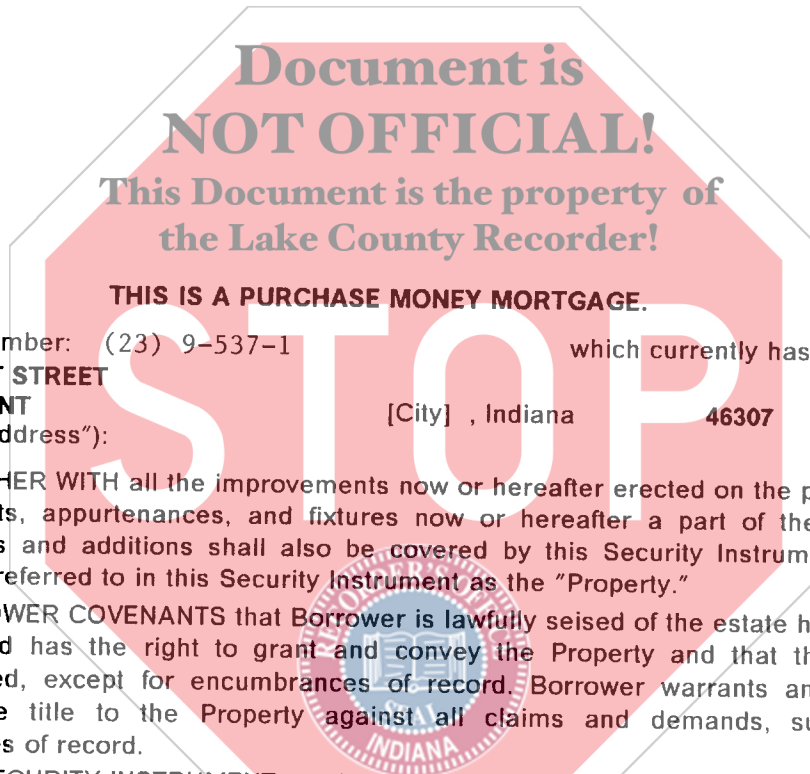 Document is
NOT OFFICIAL!
This Document is the property of
the Lake County Recorder!
THIS IS A PURCHASE MONEY MORTGAGE.
mber: (23) 9-537-1 which currently has
STREET
NT [City] , Indiana 46307
ddress"):
STOP
HER WITH all the improvements now or hereafter erected on the p
ts, appurtenances, and fixtures now or hereafter a part of the
s and additions shall also be covered by this Security Instrum
referred to in this Security Instrument as the "Property."
WER COVENANTS that Borrower is lawfully seised of the estate h
d has the right to grant and convey the Property and that th
ed, except for encumbrances of record. Borrower warrants an
e title to the Property against all claims and demands, su
s of record.
SEAL
INDIANA